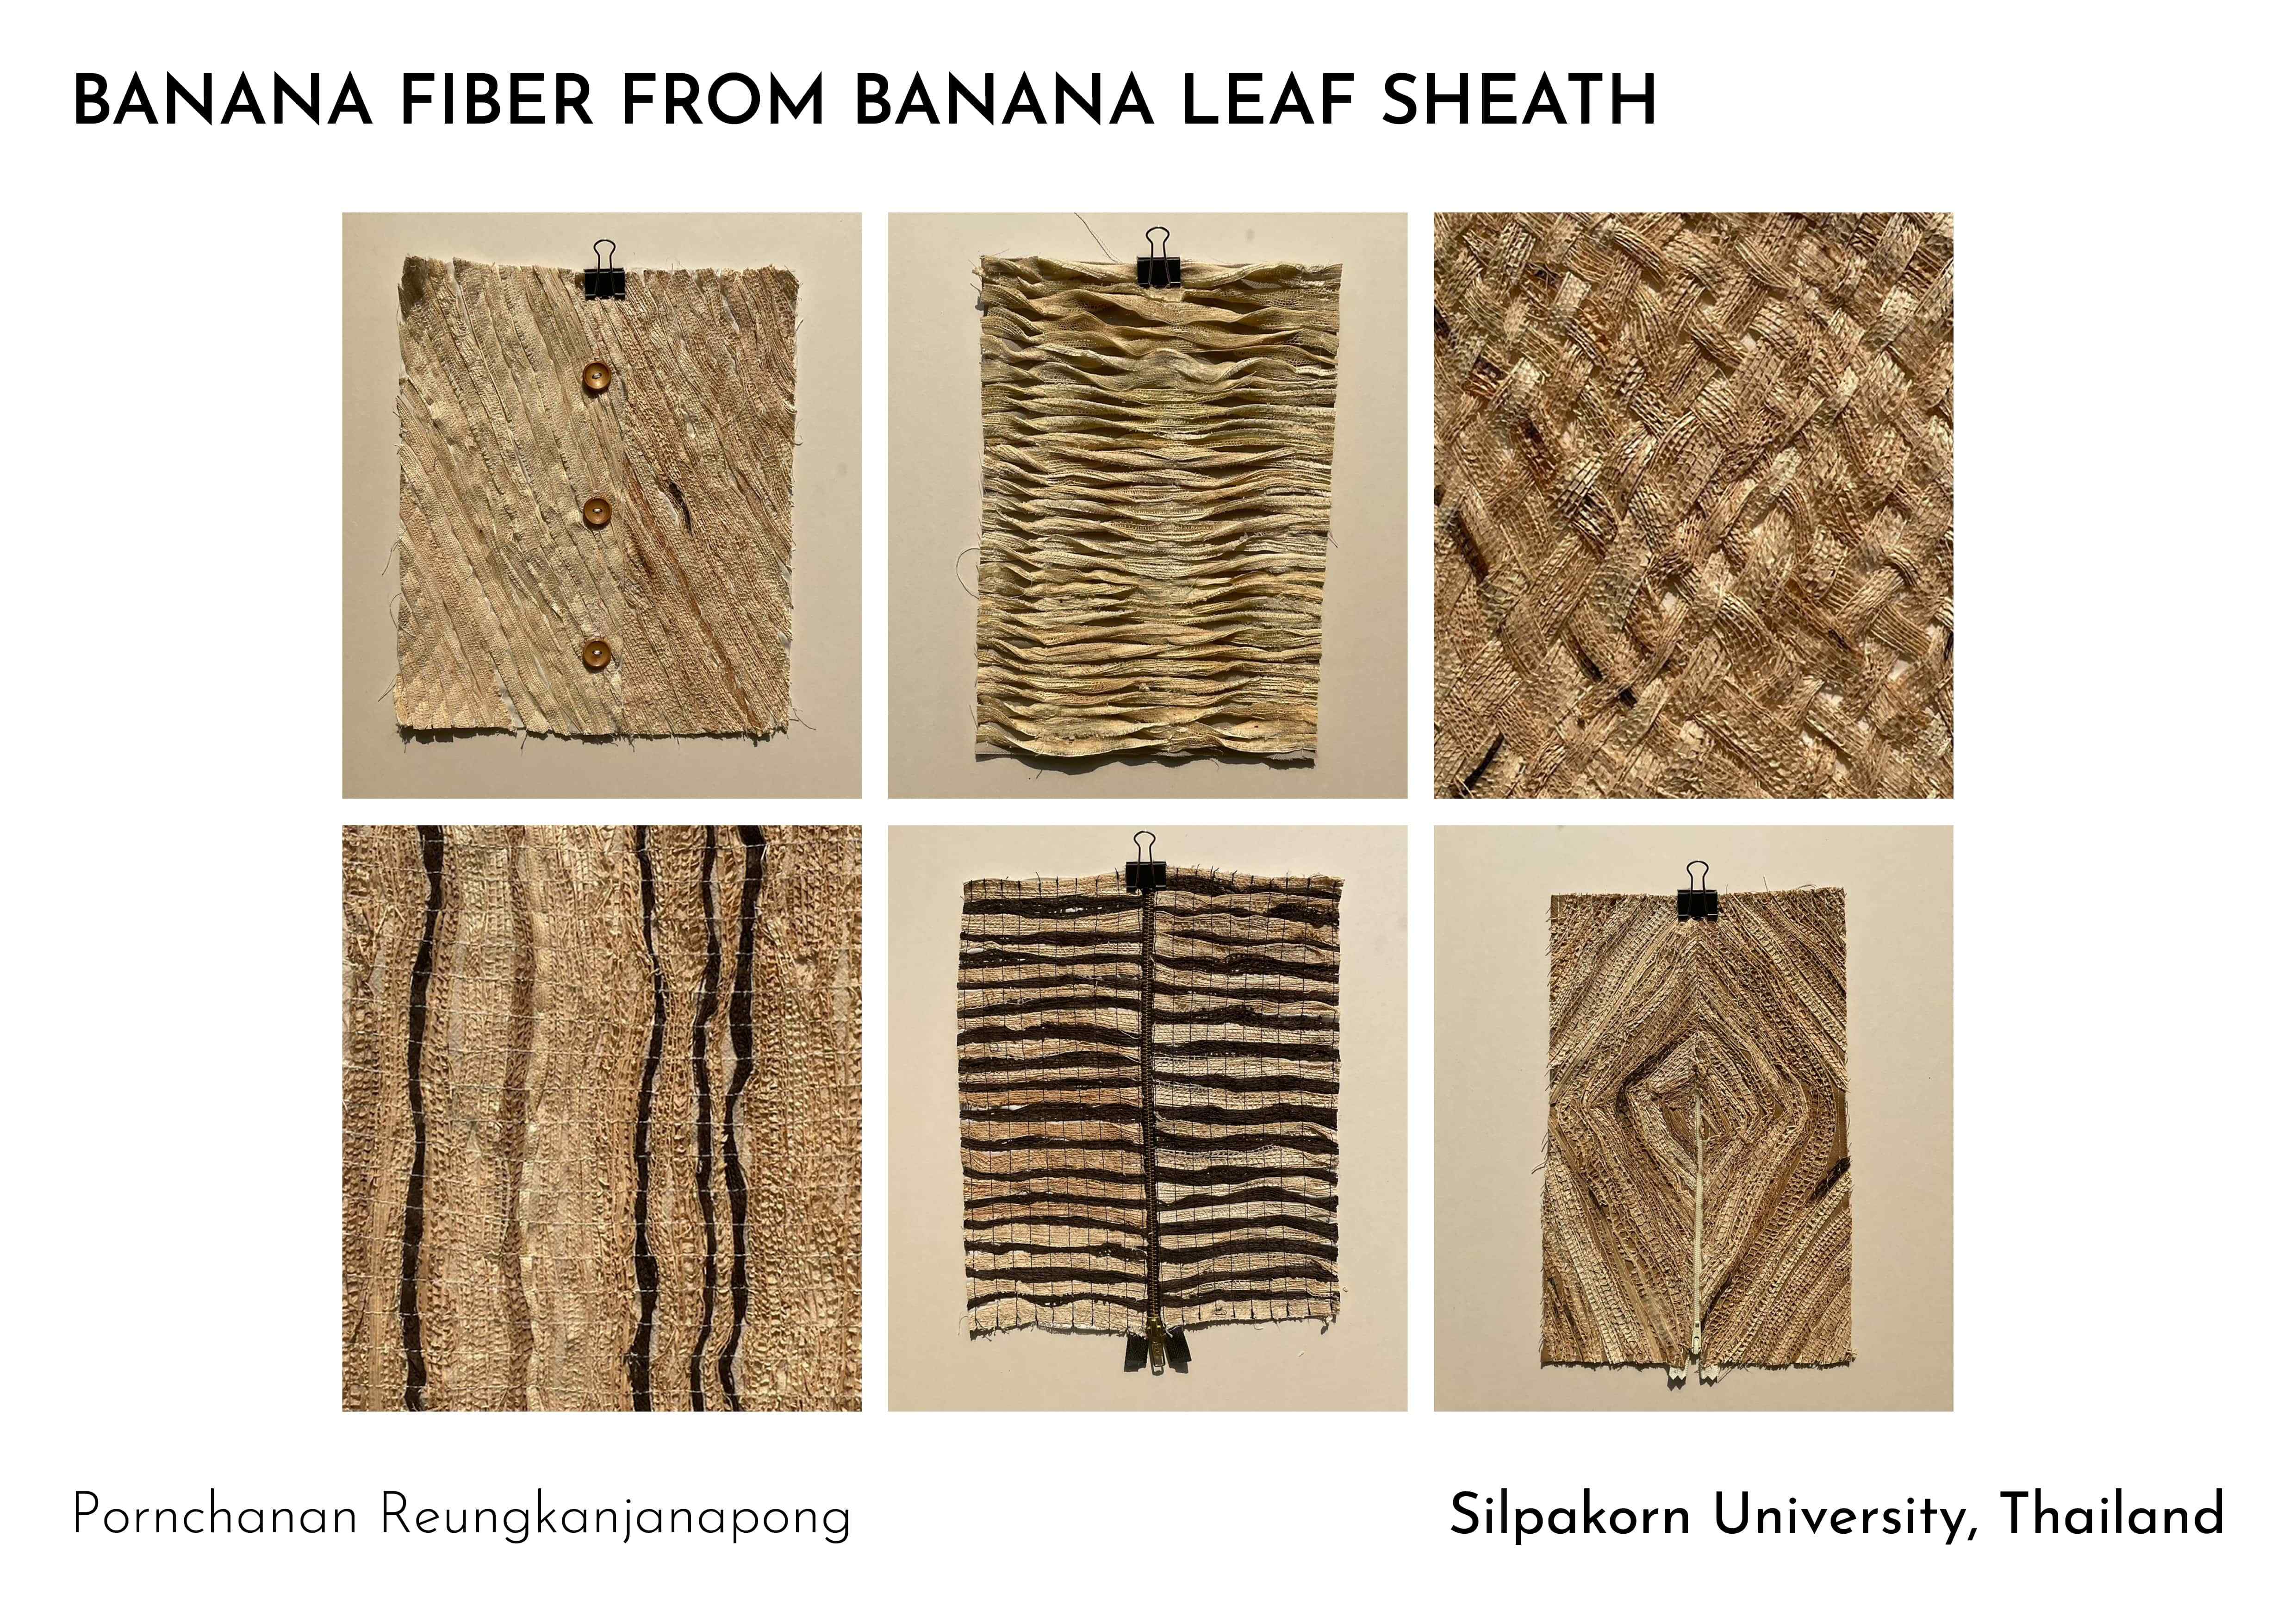 BANANA FIBER FROM BANANA LEAF SHEATH
Pornchanan Reungkanjanapong
Silpakorn University, Thailand